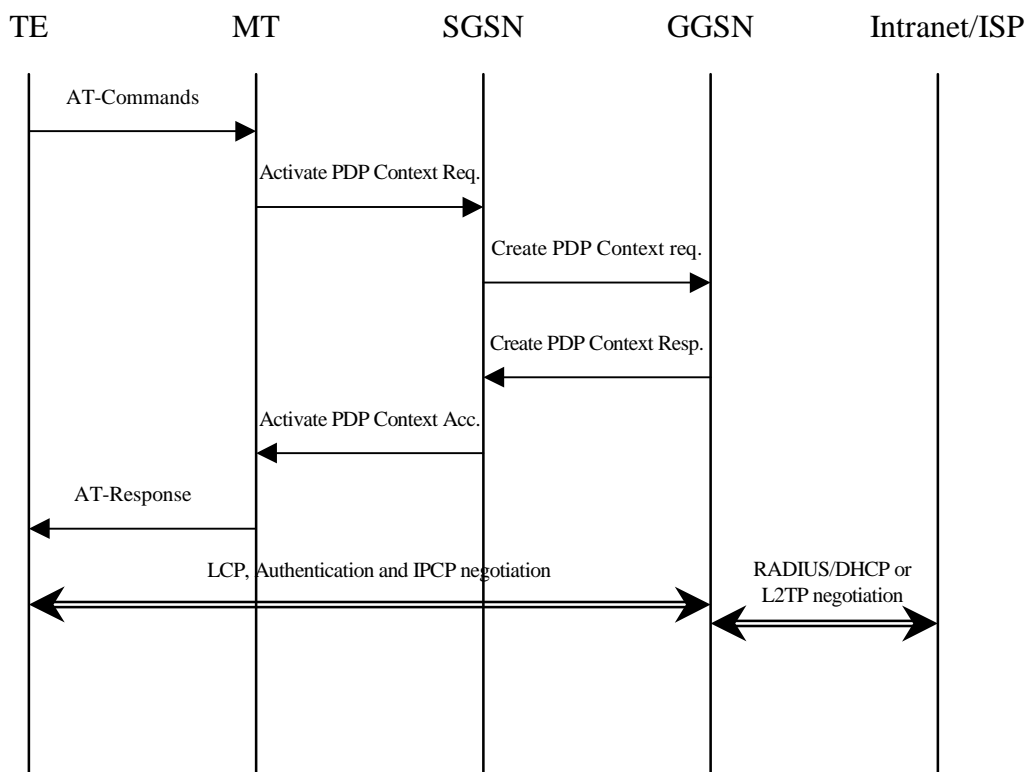 TE
MT
SGSN
GGSN
Intranet/ISP
AT-Commands
Activate PDP Context Req.
Create PDP Context req.
Create PDP Context Resp.
Activate PDP Context Acc.
AT-Response
LCP, Authentication and IPCP negotiation
RADIUS/DHCP or
L2TP negotiation